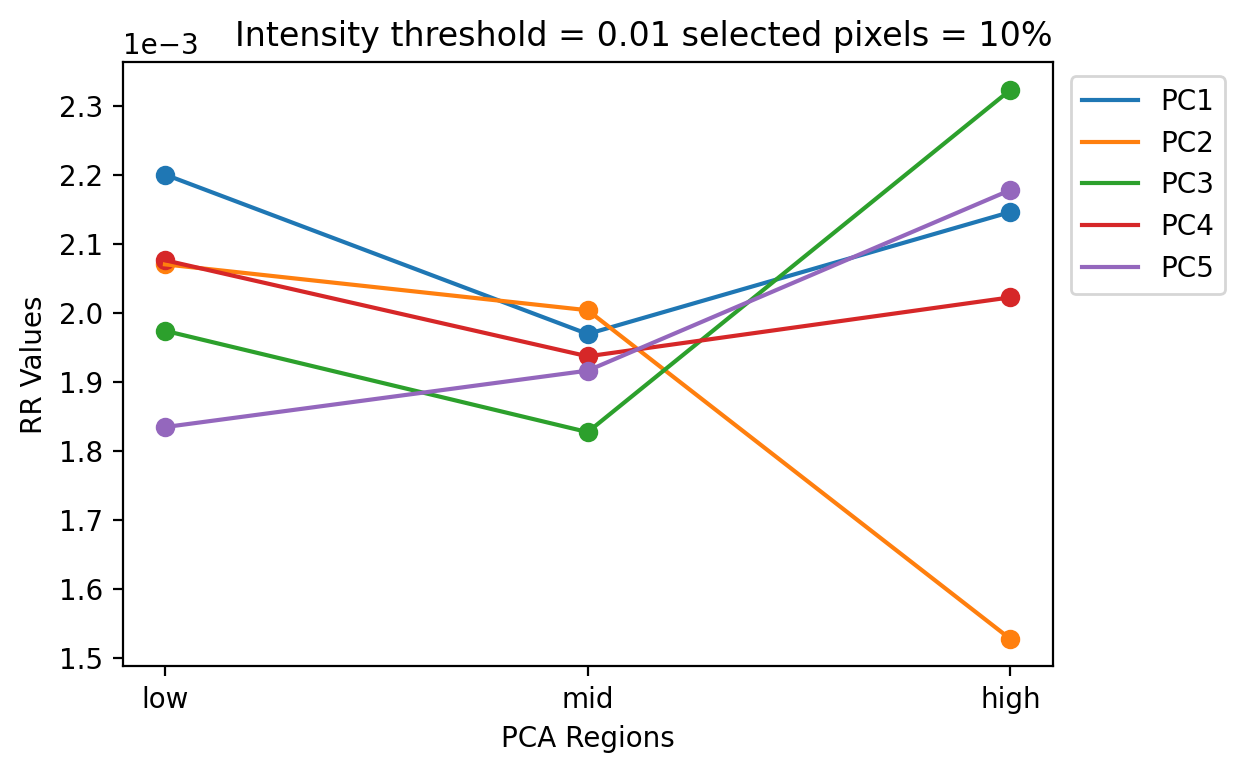 Intensity threshold = 0.01 selected pixels = 10%
1e−3
2.3
2.2
2.1
2.0
1.9
1.8
1.7
1.6
1.5
RR Values
low mid high
PCA Regions
PC1
PC2
PC3
PC4
PC5